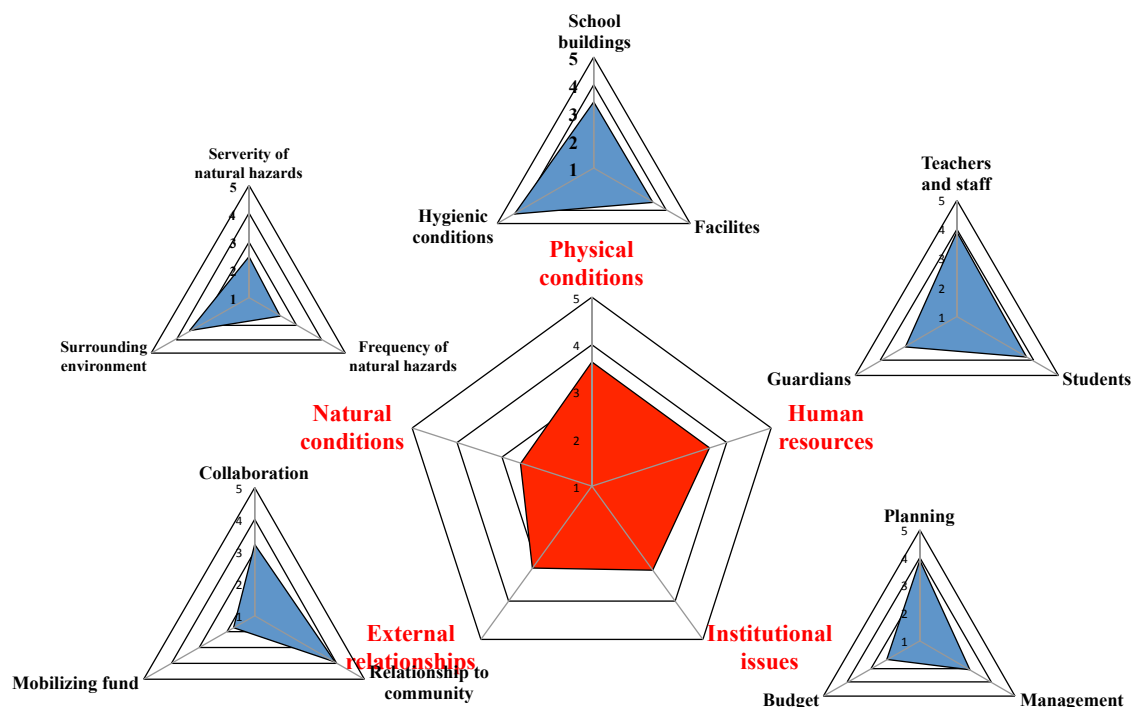 School
buildings
5
4
3
2
1
Hygienic
conditions
Facilites
Serverity of
natural hazards
5
4
3
2
1
Surrounding
environment
Frequency of
natural hazards
Teachers
and staff
5
4
3
2
1
Guardians
Students
Physical
conditions
5
4
3
2
1
Natural
conditions
Human
resources
External
relationships
Institutional
issues
Collaboration
5
4
3
2
1
Mobilizing fund
Relationship to
community
Planning
5
4
3
2
1
Budget
Management